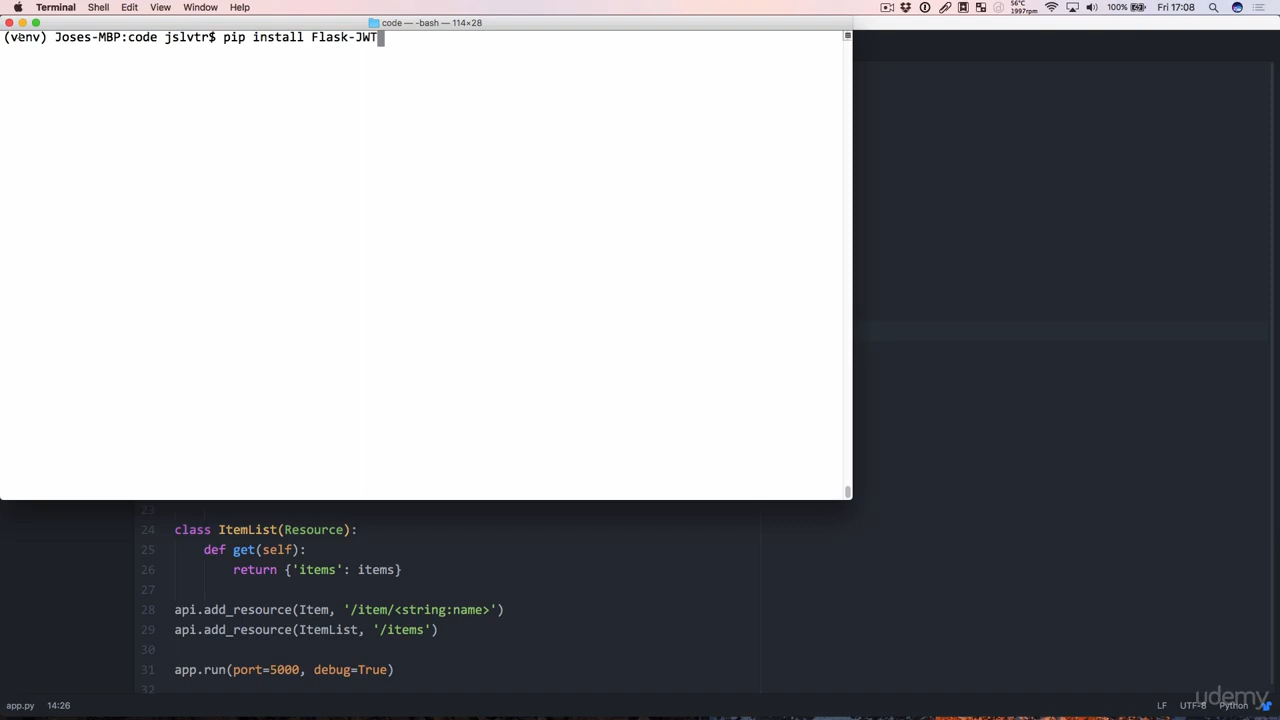 Terminal Shell Edit View Window Help 56°C 1997rpm 100% Fri 17:08
code — -bash — 114×28
(venv) Joses-MBP:code jslvtr$ pip install Flask-JWT
23
24 class ItemList(Resource):
25 def get(self):
26 return {'items': items}
27
28 api.add_resource(Item, '/item/<string:name>')
29 api.add_resource(ItemList, '/items')
30
31 app.run(port=5000, debug=True)
32
app.py 14:26 LF UTF-8 Python
udemy